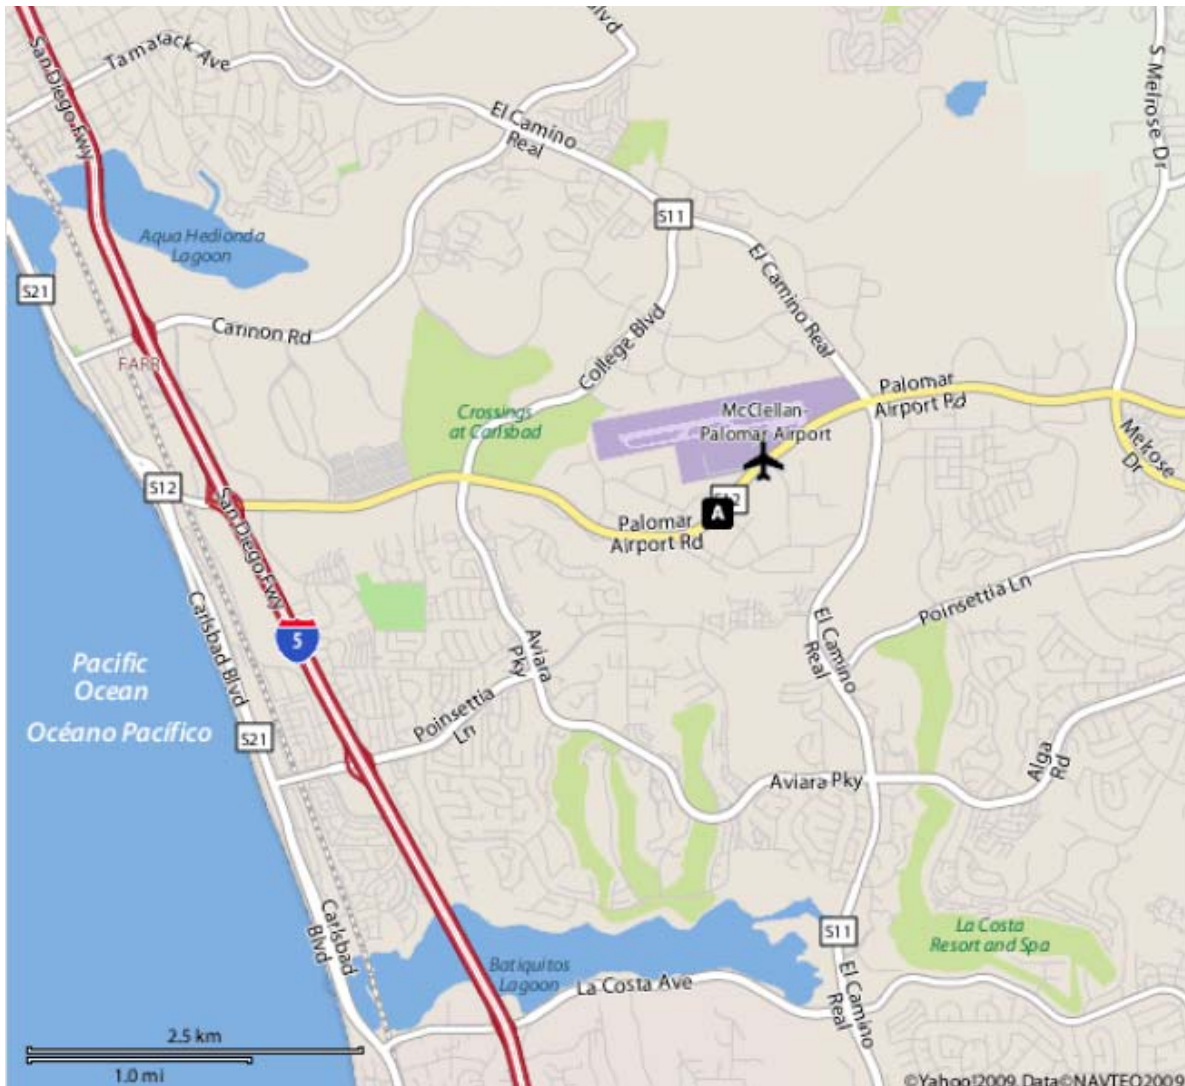 lvd
Tamarack Ave
San Diego Fwy
S Melrose Dr
El Camino
Real
S11
Aqua Hedionda
Lagoon
S21
El Camino Real
Cannon Rd
FARR
College Blvd
Palomar
Airport Rd
McClellan-
Palomar Airport
Crossings
at Carlsbad
Melrose
Dr
S12
A
Palomar
Airport Rd
San Diego Fwy
Carlsbad Blvd
5
Aviara
Pky
El Camino
Real
Poinsettia Ln
Pacific
Ocean
Océano Pacífico
S21
Poinsettia
Ln
Aviara Pky
Alga
Rd
Carlsbad
Blvd
S11
La Costa
Resort and Spa
Batiquitos
Lagoon
La Costa Ave
El Camino
Real
2.5 km
1.0 mi
©Yahoo!2009, Data©NAVTEQ2009